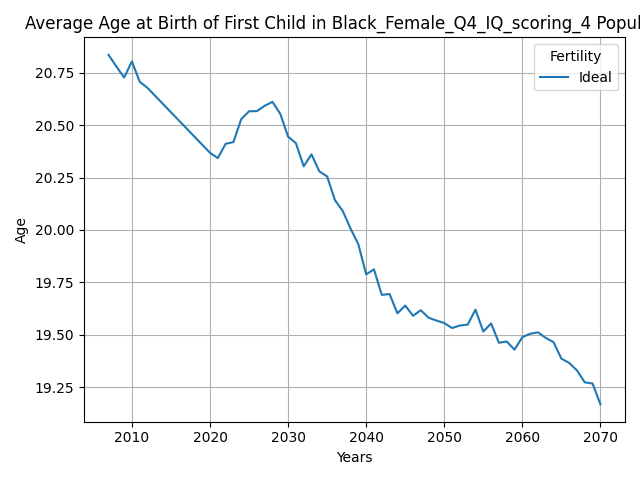 Average Age at Birth of First Child in Black_Female_Q4_IQ_scoring_4 Popul
Fertility
Ideal
20.75
20.50
20.25
20.00
19.75
19.50
19.25
Age
2010 2020 2030 2040 2050 2060 2070
Years